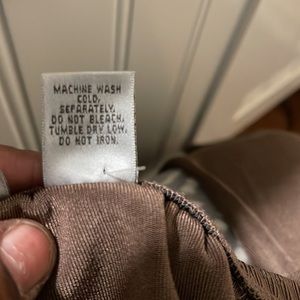 MACHINE WASH
COLD,
SEPARATELY.
DO NOT BLEACH.
TUMBLE DRY LOW.
DO NOT IRON.